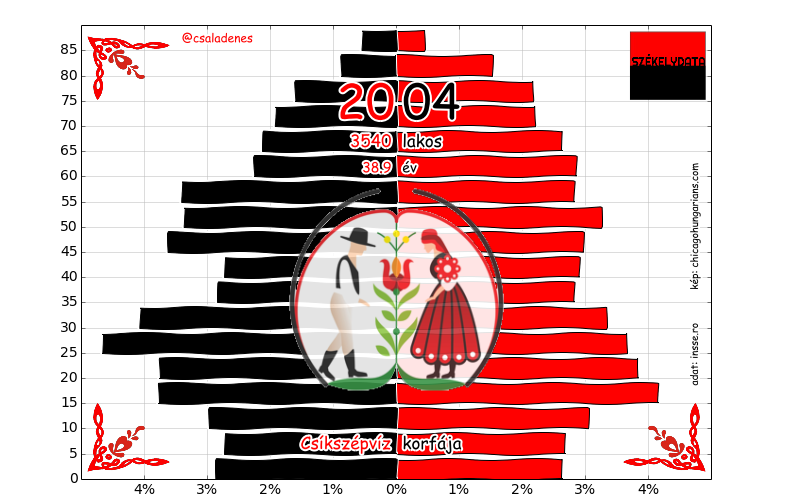 @csaladenes
SZÉKELYDATA
2004
3540 lakos
38.9 év
kép: chicagohungarians.com
adat: insse.ro
Csíkszépvíz korfája
85
80
75
70
65
60
55
50
45
40
35
30
25
20
15
10
5
0
4% 3% 2% 1% 0% 1% 2% 3% 4%